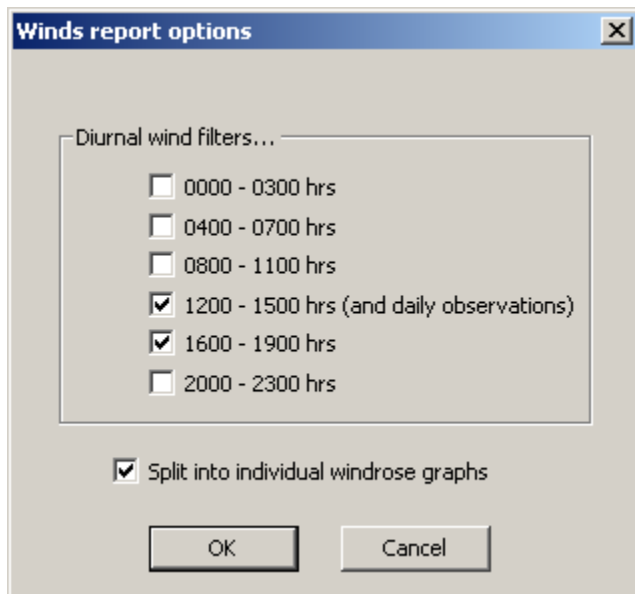 Winds report options
Diurnal wind filters...
0000 - 0300 hrs
0400 - 0700 hrs
0800 - 1100 hrs
1200 - 1500 hrs (and daily observations)
1600 - 1900 hrs
2000 - 2300 hrs
Split into individual windrose graphs
OK Cancel